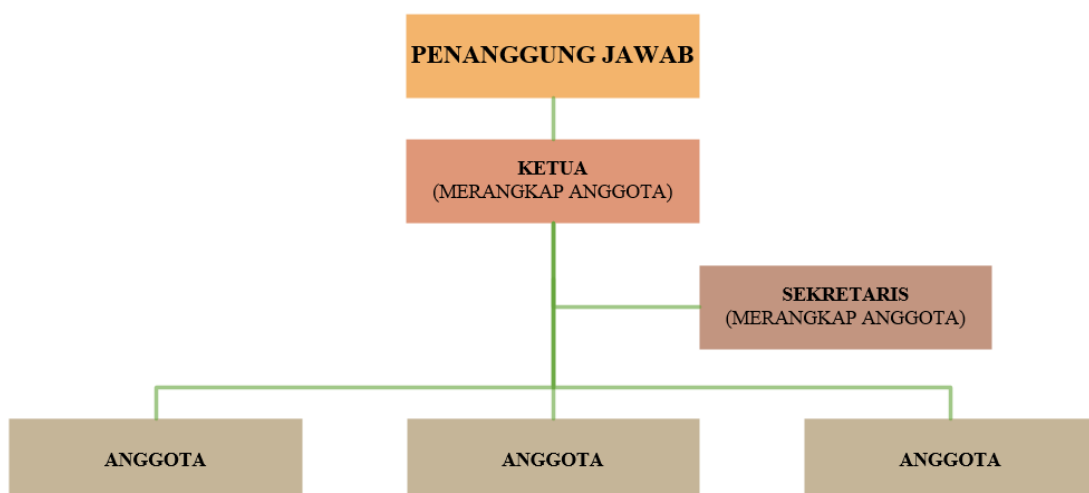 PENANGGUNG JAWAB
KETUA
(MERANGKAP ANGGOTA)
SEKRETARIS
(MERANGKAP ANGGOTA)
ANGGOTA
ANGGOTA
ANGGOTA